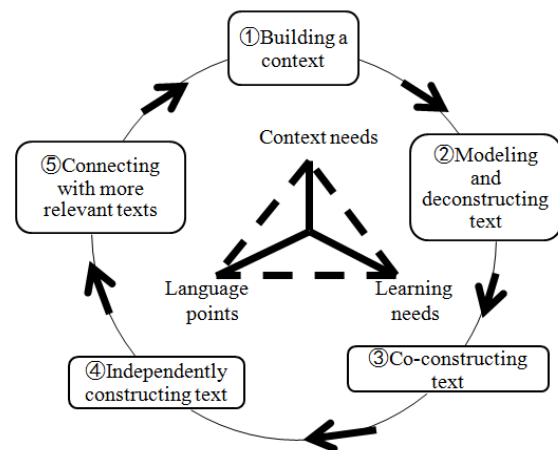 ①Building a
context
②Modeling
and
deconstructing
text
③Co-constructing
text
④Independently
constructing text
⑤Connecting
with more
relevant texts
Context needs
Language
points
Learning
needs